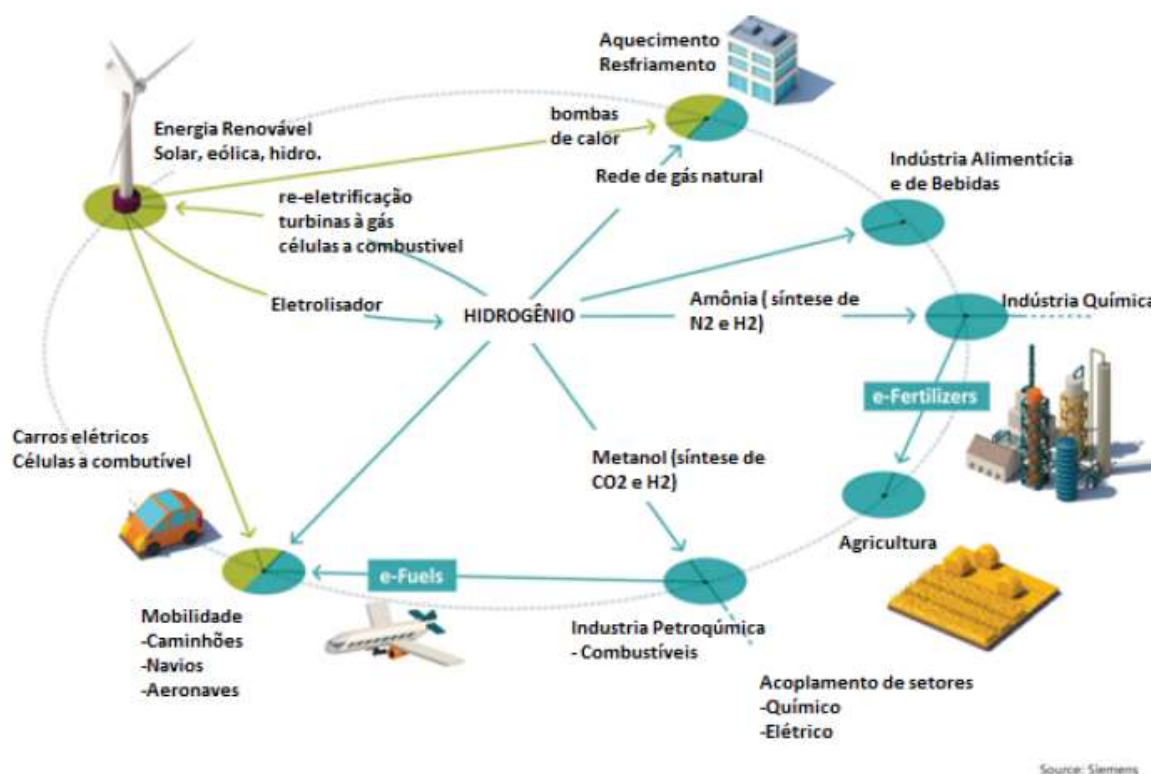 Aquecimento
Resfriamento
bombas
de calor
Energia Renovável
Solar, eólica, hidro.
Rede de gás natural
Indústria Alimentícia
e de Bebidas
re-eletrificação
turbinas à gás
células a combustivel
Eletrolisador
HIDROGÊNIO
Amônia ( síntese de
N2 e H2)
Indústria Química
e-Fertilizers
Carros elétricos
Células a combutível
Metanol (síntese de
CO2 e H2)
Agricultura
e-Fuels
Mobilidade
-Caminhões
-Navios
-Aeronaves
Industria Petroqúmica
- Combustíveis
Acoplamento de setores
-Químico
-Elétrico
Source: Siemens